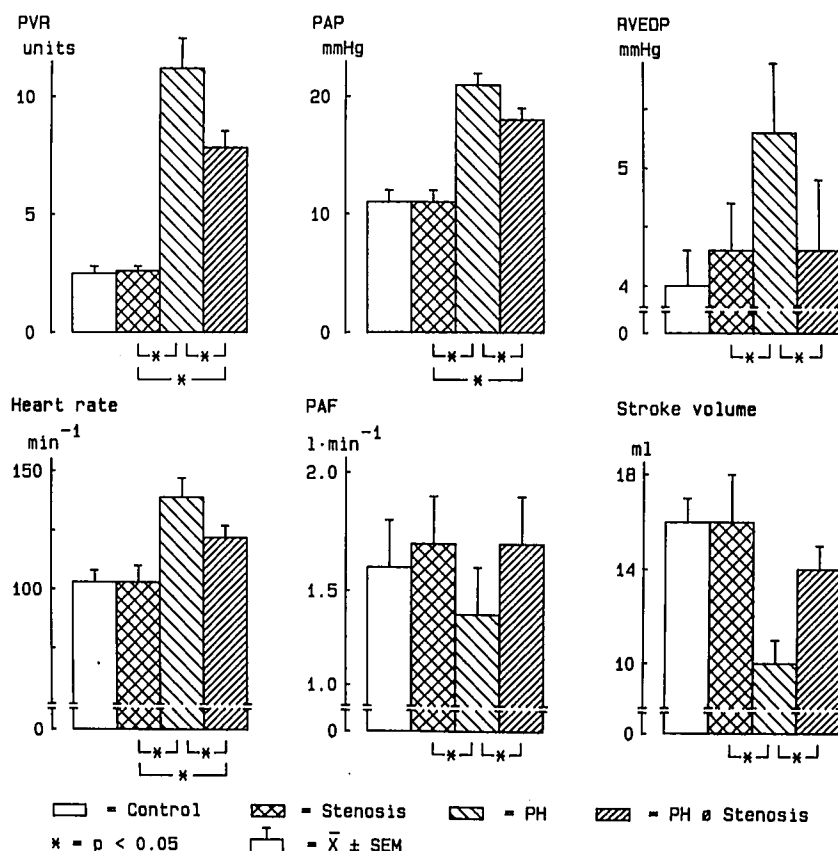 PVR
units
10
5
0
* *
*
PAP
mmHg
20
10
0
* *
*
RVEDP
mmHg
5
4
0
* *
Heart rate
min⁻¹
150
100
0
* *
*
PAF
l·min⁻¹
2.0
1.5
1.0
0
* *
Stroke volume
ml
18
14
10
0
* *
= Control = Stenosis = PH = PH ø Stenosis
* = p < 0.05 = X̄ ± SEM